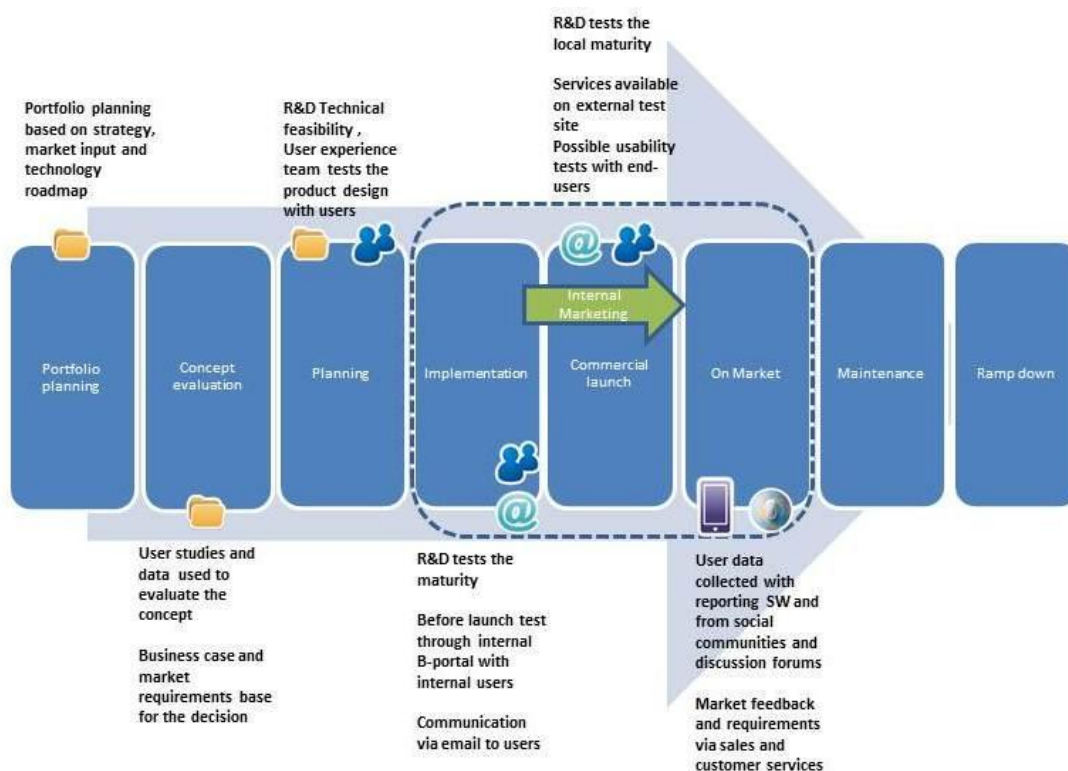 R&D tests the
local maturity
Services available
on external test
site
Possible usability
tests with end-
users
Portfolio planning
based on strategy,
market input and
technology
roadmap
R&D Technical
feasibility ,
User experience
team tests the
product design
with users
Internal
Marketing
Portfolio
planning
Concept
evaluation
Planning
Implementation
Commercial
launch
On Market
Maintenance
Ramp down
User studies and
data used to
evaluate the
concept
Business case and
market
requirements base
for the decision
R&D tests the
maturity
Before launch test
through internal
B-portal with
internal users
Communication
via email to users
User data
collected with
reporting SW and
from social
communities and
discussion forums
Market feedback
and requirements
via sales and
customer services
@
@